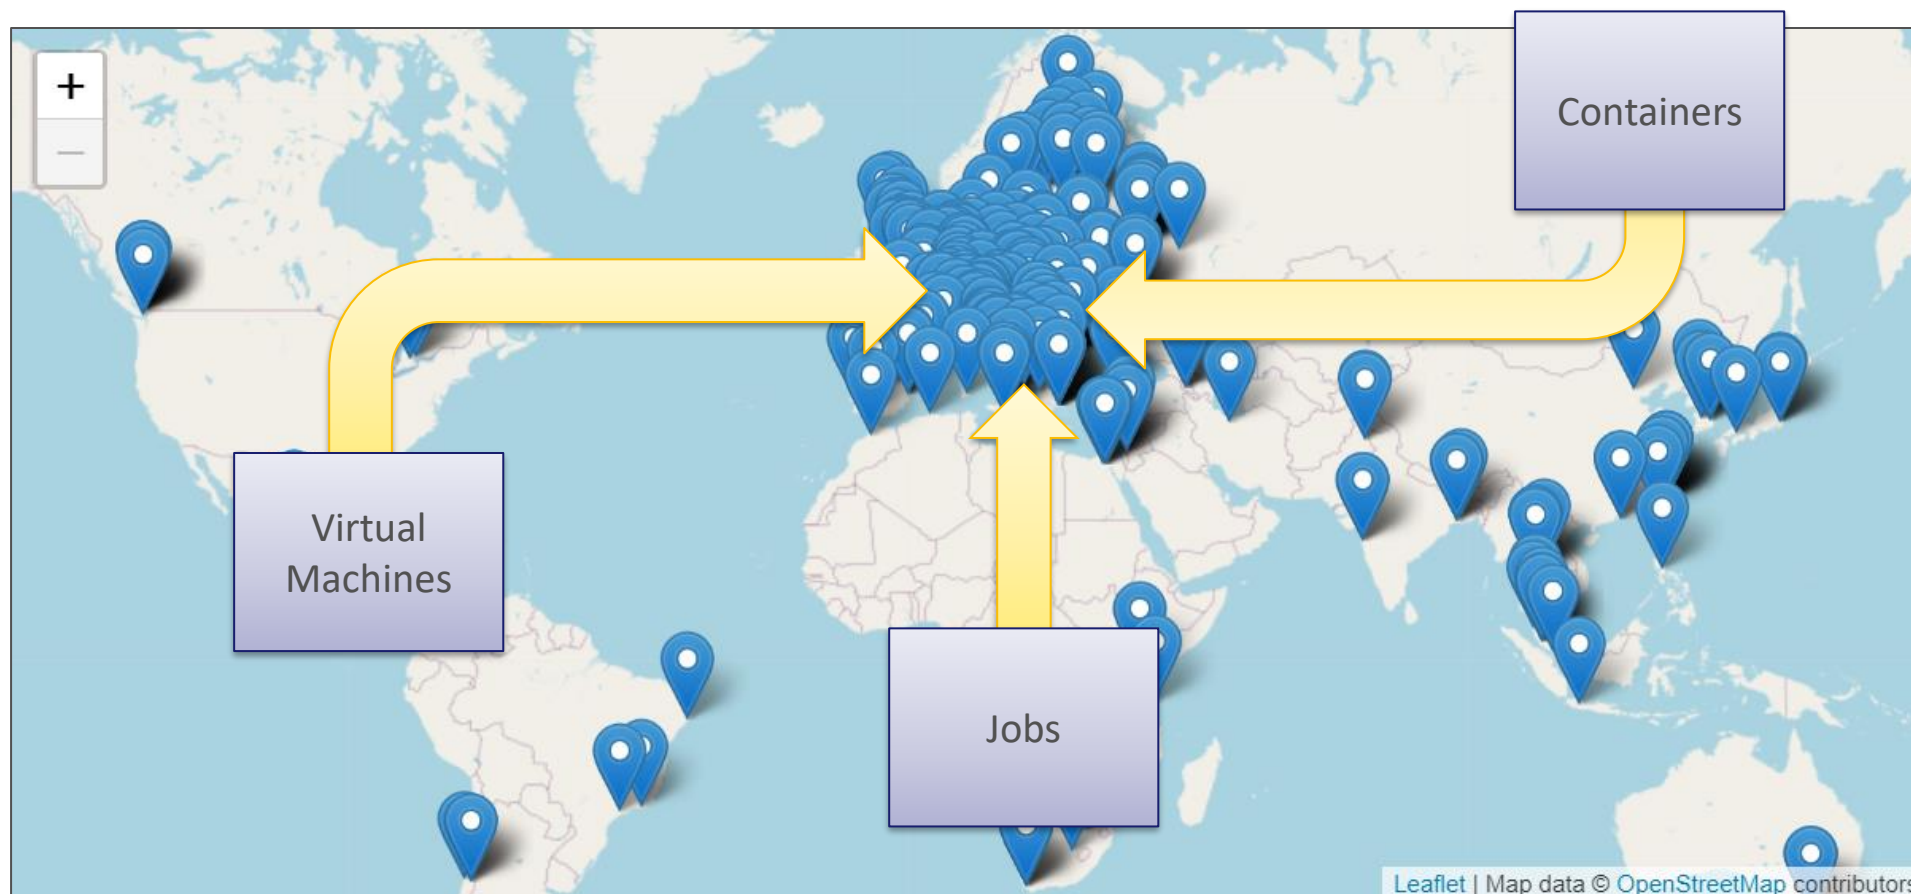 +
−
Containers
Virtual
Machines
Jobs
Leaflet | Map data © OpenStreetMap contributors